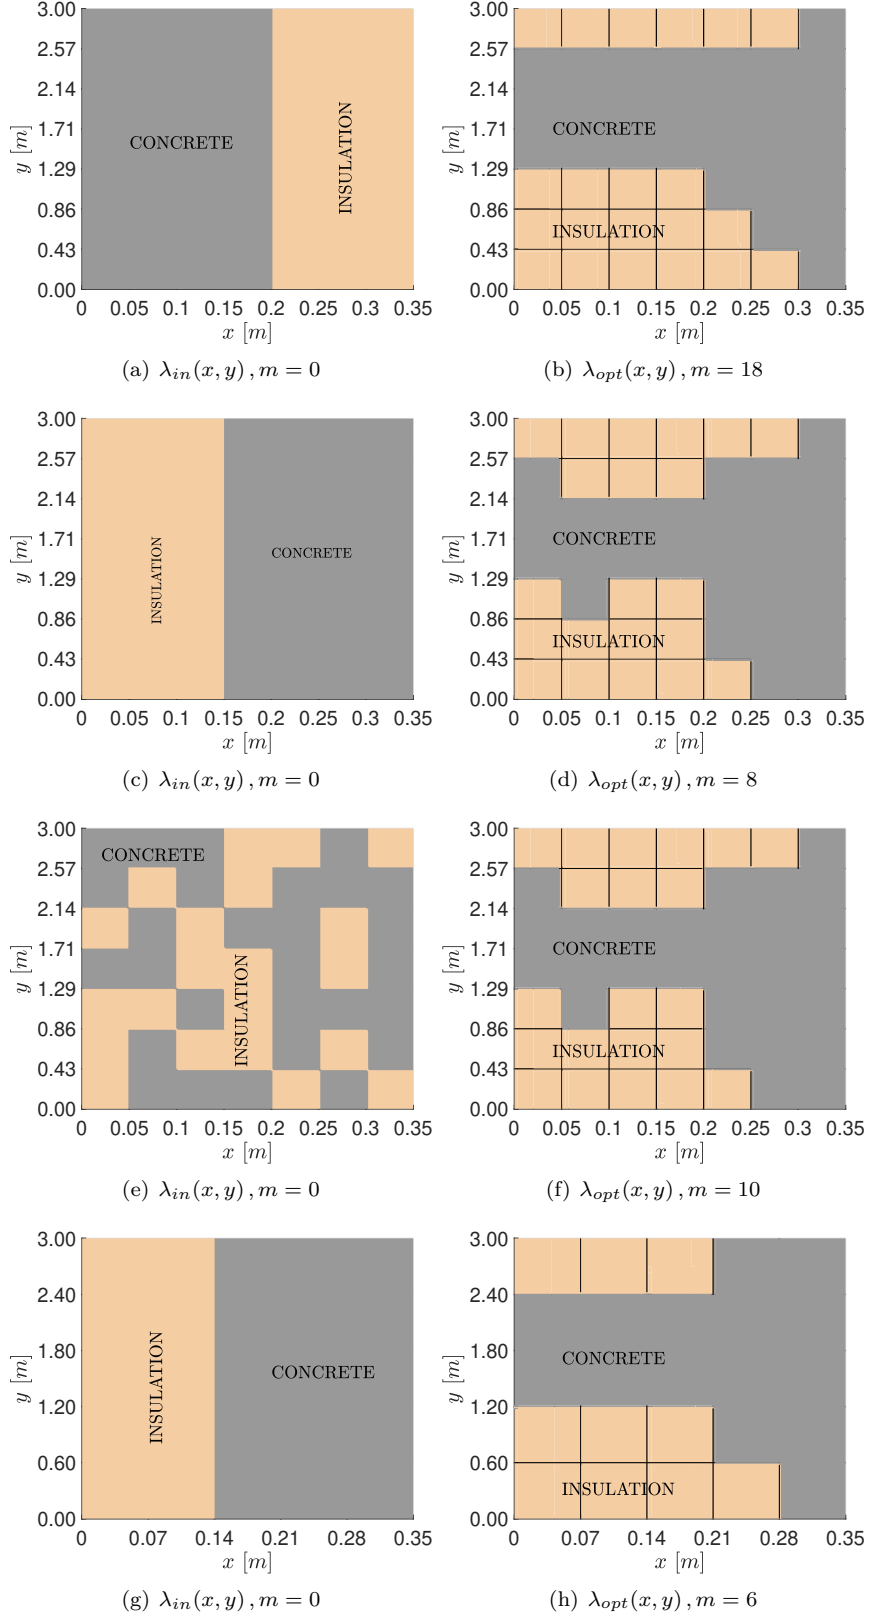 3.00
2.57
2.14
1.71
1.29
0.86
0.43
0.00
y [m]
CONCRETE
INSULATION
0 0.05 0.1 0.15 0.2 0.25 0.3 0.35
x [m]
(a) λin(x, y) , m = 0
3.00
2.57
2.14
1.71
1.29
0.86
0.43
0.00
y [m]
CONCRETE
INSULATION
0 0.05 0.1 0.15 0.2 0.25 0.3 0.35
x [m]
(b) λopt(x, y) , m = 18
3.00
2.57
2.14
1.71
1.29
0.86
0.43
0.00
y [m]
INSULATION
CONCRETE
0 0.05 0.1 0.15 0.2 0.25 0.3 0.35
x [m]
(c) λin(x, y) , m = 0
3.00
2.57
2.14
1.71
1.29
0.86
0.43
0.00
y [m]
CONCRETE
INSULATION
0 0.05 0.1 0.15 0.2 0.25 0.3 0.35
x [m]
(d) λopt(x, y) , m = 8
3.00
2.57
2.14
1.71
1.29
0.86
0.43
0.00
y [m]
CONCRETE
INSULATION
0 0.05 0.1 0.15 0.2 0.25 0.3 0.35
x [m]
(e) λin(x, y) , m = 0
3.00
2.57
2.14
1.71
1.29
0.86
0.43
0.00
y [m]
CONCRETE
INSULATION
0 0.05 0.1 0.15 0.2 0.25 0.3 0.35
x [m]
(f) λopt(x, y) , m = 10
3.00
2.40
1.80
1.20
0.60
0.00
y [m]
INSULATION
CONCRETE
0 0.07 0.14 0.21 0.28 0.35
x [m]
(g) λin(x, y) , m = 0
3.00
2.40
1.80
1.20
0.60
0.00
y [m]
CONCRETE
INSULATION
0 0.07 0.14 0.21 0.28 0.35
x [m]
(h) λopt(x, y) , m = 6